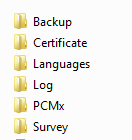 Backup
Certificate
Languages
Log
PCMx
Survey